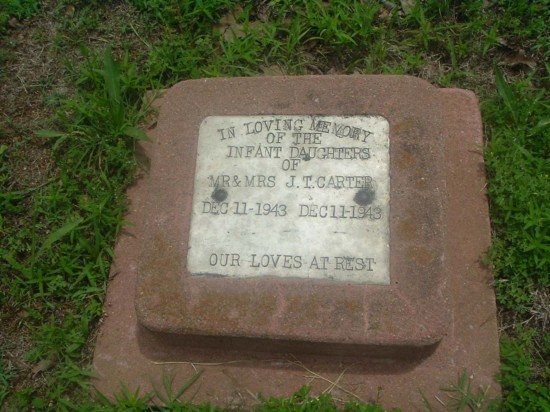 IN LOVING MEMORY
OF THE
INFANT DAUGHTERS
OF
MR & MRS J.T. CARTER
DEC 11-1943 DEC 11-1943
OUR LOVES AT REST